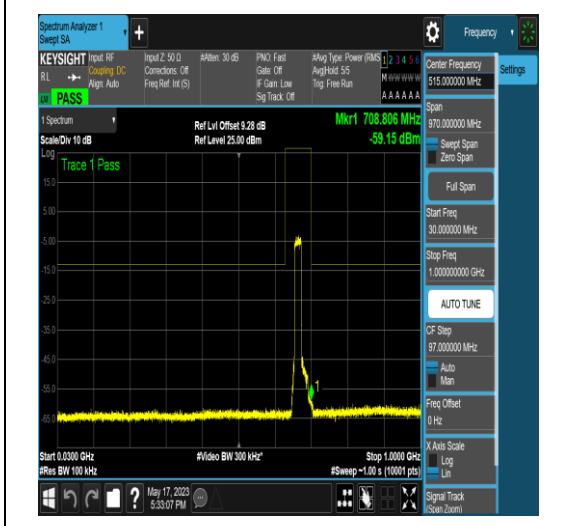 Spectrum Analyzer 1
Swept SA
+
Frequency
KEYSIGHT
RL
Input: RF
Coupling: DC
Align: Auto
Input Z: 50 Ω
Corrections: Off
Freq Ref: Int (S)
#Atten: 30 dB
PNO: Fast
Gate: Off
IF Gain: Low
Sig Track: Off
#Avg Type: Power (RMS
Avg|Hold: 5/5
Trig: Free Run
1 2 3 4 5 6
M W W W W W
A A A A A A
PASS
1 Spectrum
Scale/Div 10 dB
Ref Lvl Offset 9.28 dB
Ref Level 25.00 dBm
Mkr1 708.806 MHz
-59.15 dBm
Log
Trace 1 Pass
15.0
5.00
-5.00
-15.0
-25.0
-35.0
-45.0
-55.0
-65.0
1
Start 0.0300 GHz
#Res BW 100 kHz
#Video BW 300 kHz*
Stop 1.0000 GHz
#Sweep ~1.00 s (10001 pts)
May 17, 2023
5:33:07 PM
?
Settings
Center Frequency
515.000000 MHz
Span
970.000000 MHz
Swept Span
Zero Span
Full Span
Start Freq
30.000000 MHz
Stop Freq
1.000000000 GHz
AUTO TUNE
CF Step
97.000000 MHz
Auto
Man
Freq Offset
0 Hz
X Axis Scale
Log
Lin
Signal Track
(Span Zoom)